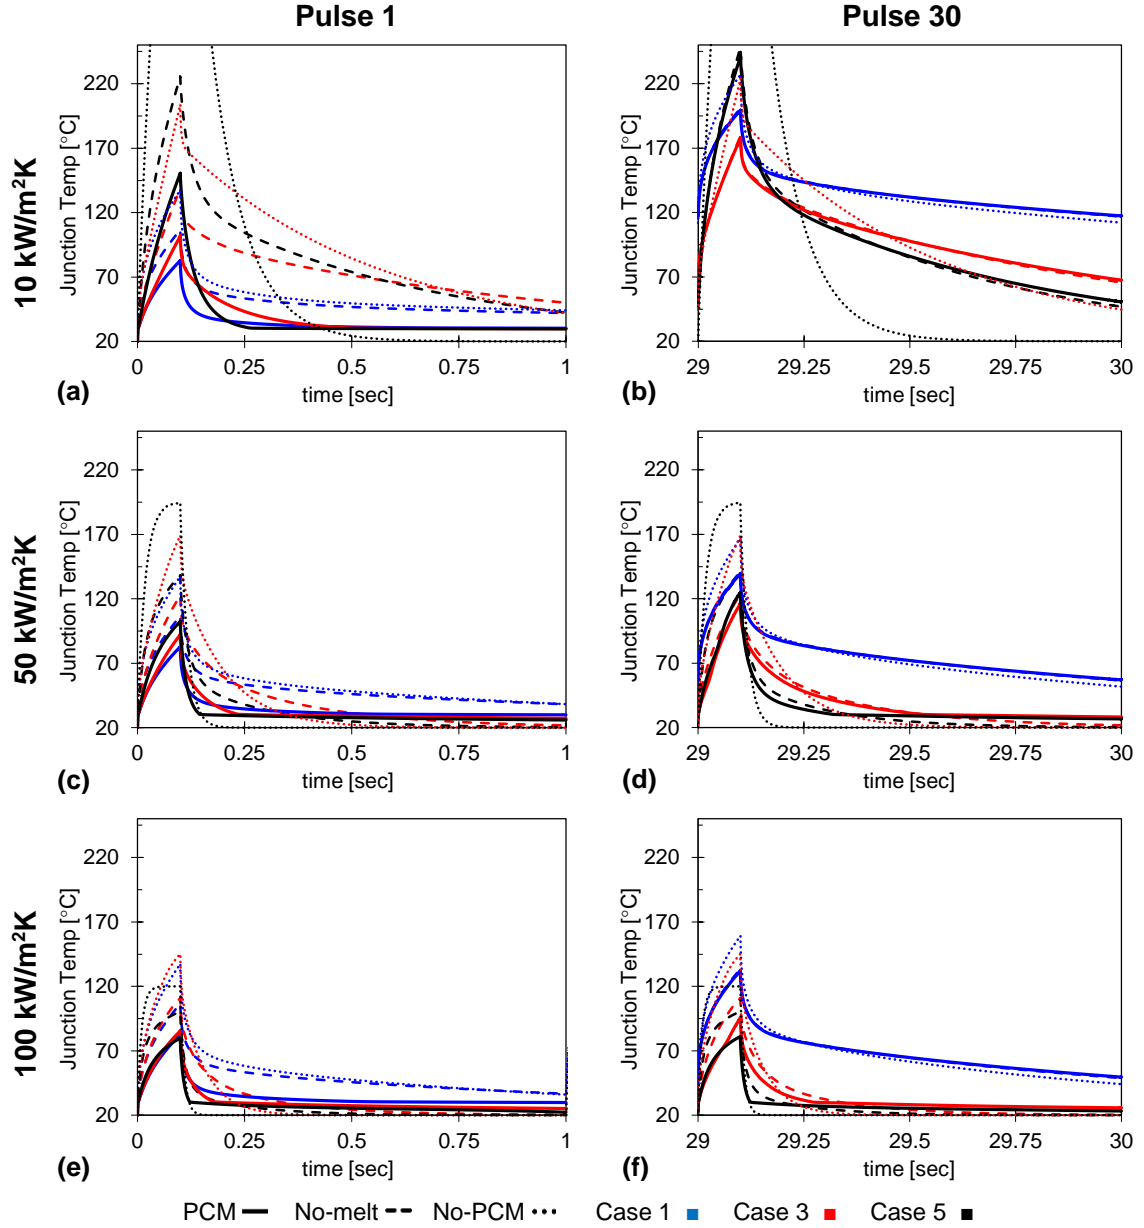 Pulse 1
Pulse 30
10 kW/m²K
Junction Temp [°C]
220
170
120
70
20
0
0.25
0.5
0.75
1
time [sec]
(a)
Junction Temp [°C]
220
170
120
70
20
29
29.25
29.5
29.75
30
time [sec]
(b)
50 kW/m²K
Junction Temp [°C]
220
170
120
70
20
0
0.25
0.5
0.75
1
time [sec]
(c)
Junction Temp [°C]
220
170
120
70
20
29
29.25
29.5
29.75
30
time [sec]
(d)
100 kW/m²K
Junction Temp [°C]
220
170
120
70
20
0
0.25
0.5
0.75
1
time [sec]
(e)
Junction Temp [°C]
220
170
120
70
20
29
29.25
29.5
29.75
30
time [sec]
(f)
PCM No-melt No-PCM Case 1 Case 3 Case 5